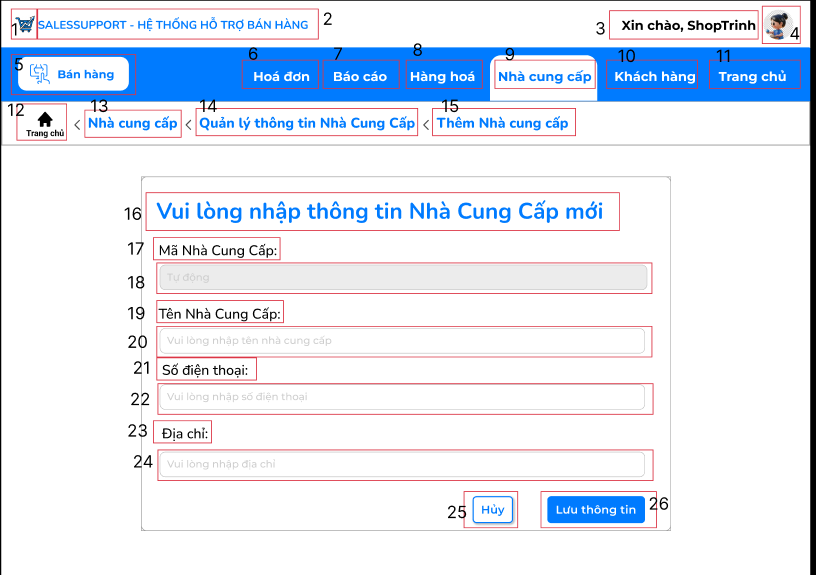 1 SALESSUPPORT - HỆ THỐNG HỖ TRỢ BÁN HÀNG 2
3 Xin chào, ShopTrinh 4
5 Bán hàng
6 Hoá đơn
7 Báo cáo
8 Hàng hoá
9 Nhà cung cấp
10 Khách hàng
11 Trang chủ
12 Trang chủ
< 13 Nhà cung cấp
< 14 Quản lý thông tin Nhà Cung Cấp
< 15 Thêm Nhà cung cấp
16 Vui lòng nhập thông tin Nhà Cung Cấp mới
17 Mã Nhà Cung Cấp:
18 Tự động
19 Tên Nhà Cung Cấp:
20 Vui lòng nhập tên nhà cung cấp
21 Số điện thoại:
22 Vui lòng nhập số điện thoại
23 Địa chỉ:
24 Vui lòng nhập địa chỉ
25 Hủy
Lưu thông tin 26